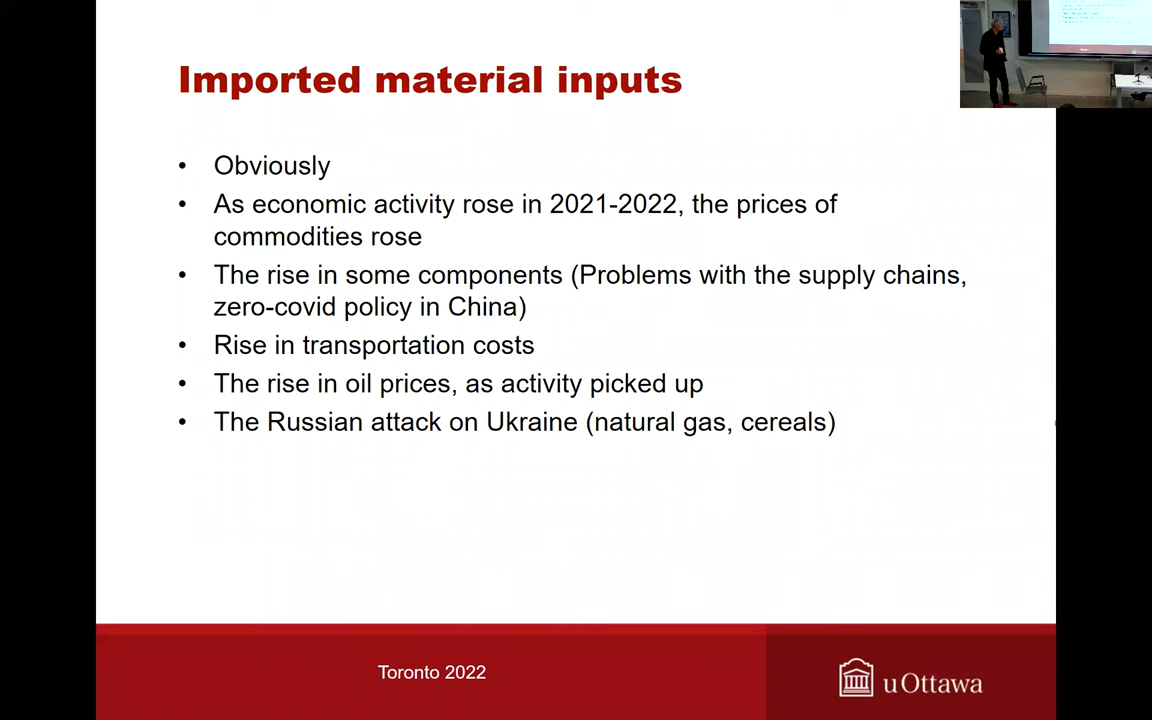 Imported material inputs
• Obviously
• As economic activity rose in 2021-2022, the prices of
commodities rose
• The rise in some components (Problems with the supply chains,
zero-covid policy in China)
• Rise in transportation costs
• The rise in oil prices, as activity picked up
• The Russian attack on Ukraine (natural gas, cereals)
Toronto 2022
uOttawa